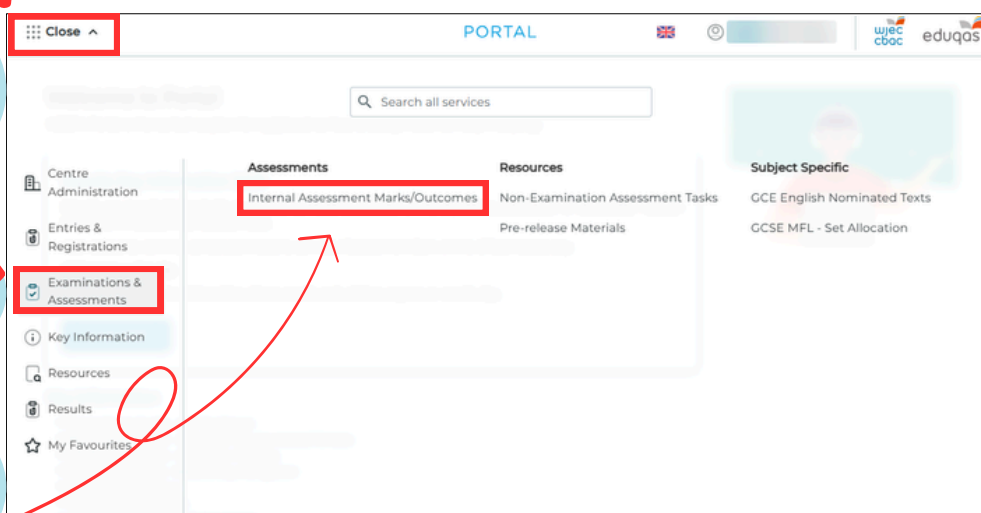 Close
PORTAL
wjec
cbac
eduqas
Search all services
Centre
Administration
Entries &
Registrations
Examinations &
Assessments
Key Information
Resources
Results
My Favourites
Assessments
Internal Assessment Marks/Outcomes
Resources
Non-Examination Assessment Tasks
Pre-release Materials
Subject Specific
GCE English Nominated Texts
GCSE MFL - Set Allocation